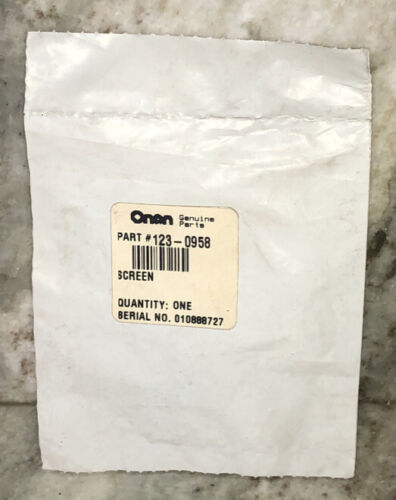 Onan Genuine Parts
PART #123-0958
SCREEN
QUANTITY: ONE
SERIAL NO. 010888727